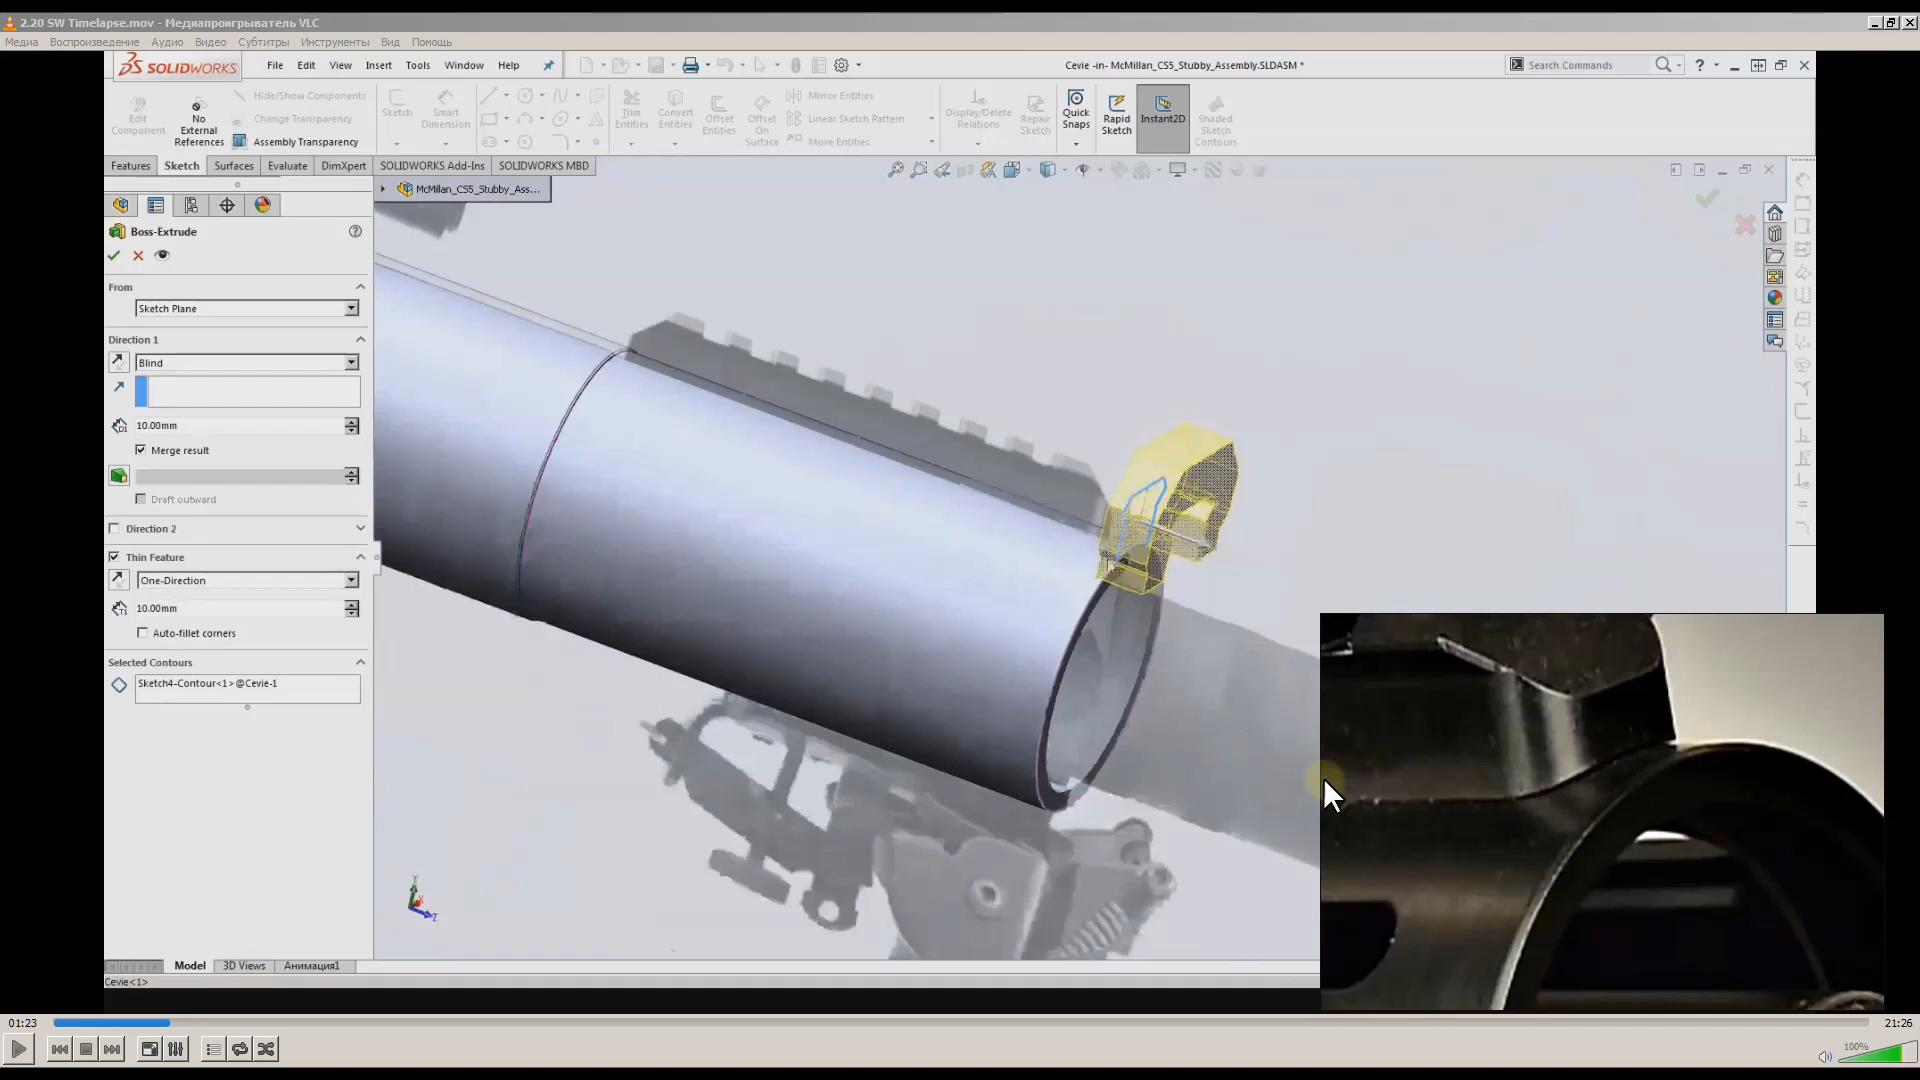 2.20 SW Timelapse.mov - Медиапроигрыватель VLC
Медиа Воспроизведение Аудио Видео Субтитры Инструменты Вид Помощь
SOLIDWORKS File Edit View Insert Tools Window Help
Cevie -in- McMillan_CS5_Stubby_Assembly.SLDASM *
Search Commands
Edit Component
No External References
Hide/Show Components
Change Transparency
Assembly Transparency
Sketch
Smart Dimension
Trim Entities
Convert Entities
Offset Entities
Offset On Surface
Mirror Entities
Linear Sketch Pattern
Move Entities
Display/Delete Relations
Repair Sketch
Quick Snaps
Rapid Sketch
Instant2D
Shaded Sketch Contours
Features Sketch Surfaces Evaluate DimXpert SOLIDWORKS Add-Ins SOLIDWORKS MBD
McMillan_CS5_Stubby_Ass...
Boss-Extrude
From
Sketch Plane
Direction 1
Blind
10.00mm
Merge result
Draft outward
Direction 2
Thin Feature
One-Direction
10.00mm
Auto-fillet corners
Selected Contours
Sketch4-Contour<1>@Cevie-1
Y
X
Z
Model 3D Views Анимация1
Cevie<1>
01:23
21:26
100%